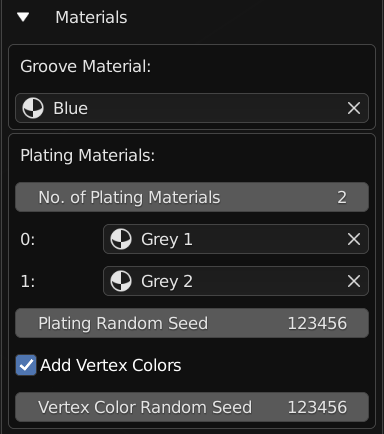 Materials
Groove Material:
Blue
Plating Materials:
No. of Plating Materials 2
0: Grey 1
1: Grey 2
Plating Random Seed 123456
Add Vertex Colors
Vertex Color Random Seed 123456